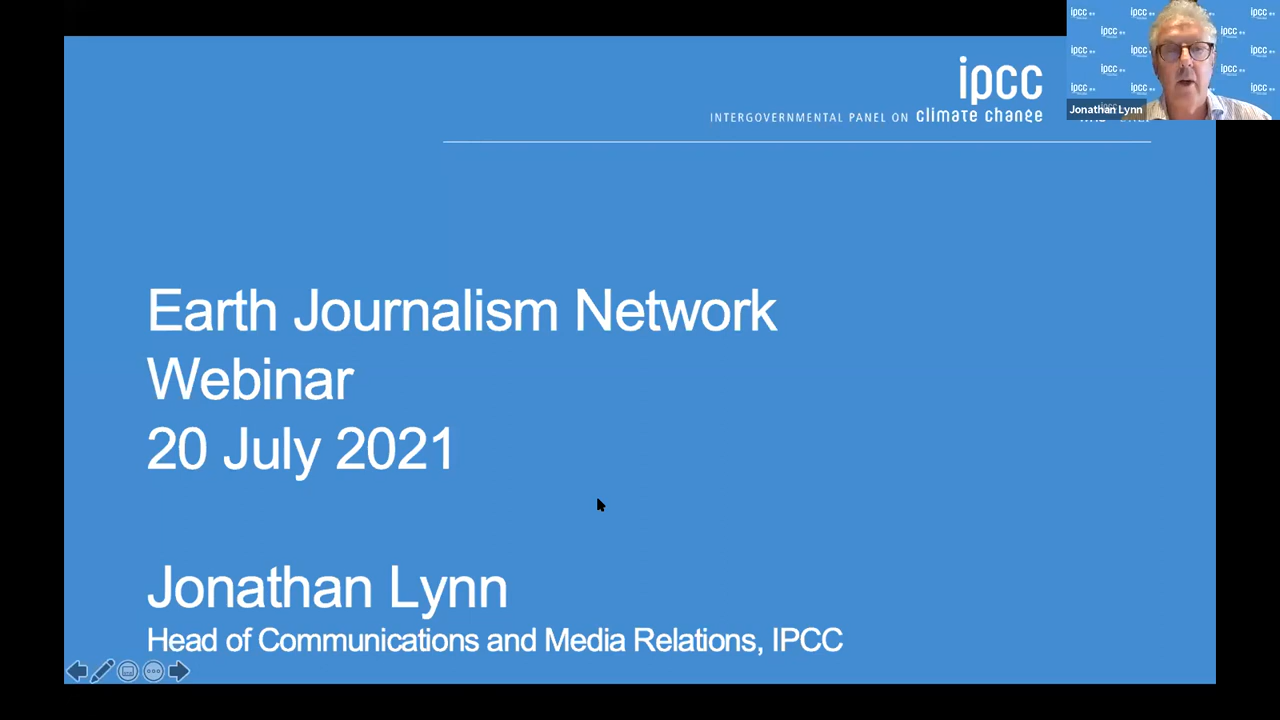 ipcc
INTERGOVERNMENTAL PANEL ON climate change
Jonathan Lynn
Earth Journalism Network
Webinar
20 July 2021
Jonathan Lynn
Head of Communications and Media Relations, IPCC